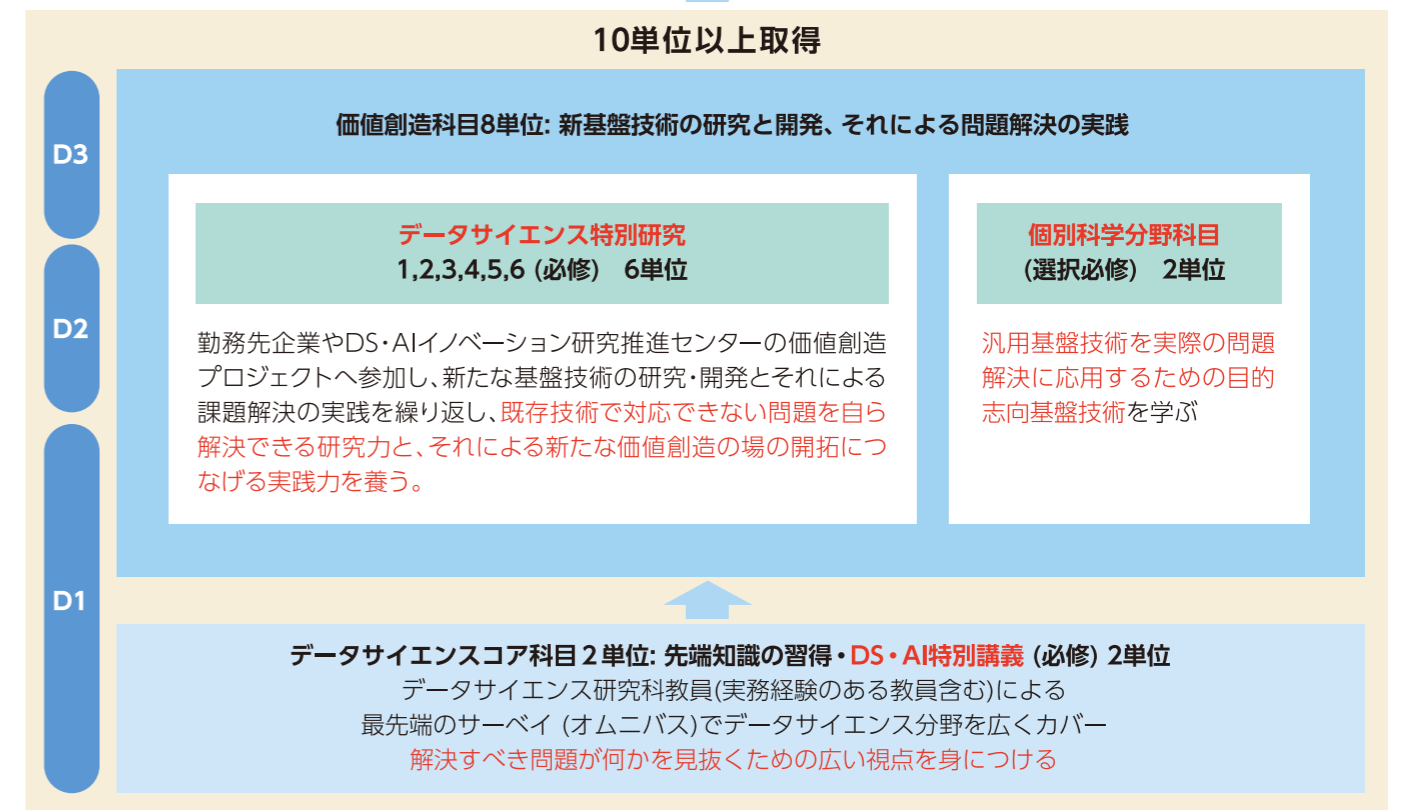 10単位以上取得
D3
価値創造科目8単位: 新基盤技術の研究と開発、それによる問題解決の実践
データサイエンス特別研究
1,2,3,4,5,6 (必修) 6単位
個別科学分野科目
(選択必修) 2単位
D2
勤務先企業やDS・AIイノベーション研究推進センターの価値創造
プロジェクトへ参加し、新たな基盤技術の研究・開発とそれによる
課題解決の実践を繰り返し、既存技術で対応できない問題を自ら
解決できる研究力と、それによる新たな価値創造の場の開拓につ
なげる実践力を養う。
汎用基盤技術を実際の問題
解決に応用するための目的
志向基盤技術を学ぶ
D1
データサイエンスコア科目2単位: 先端知識の習得・DS・AI特別講義 (必修) 2単位
データサイエンス研究科教員(実務経験のある教員含む)による
最先端のサーベイ (オムニバス)でデータサイエンス分野を広くカバー
解決すべき問題が何かを見抜くための広い視点を身につける